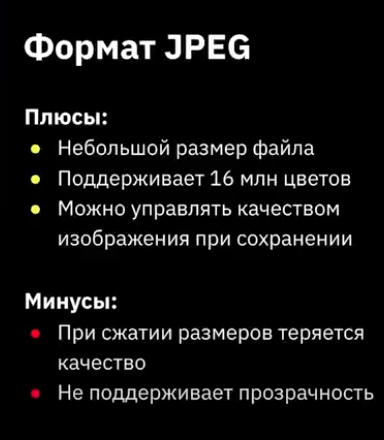 Формат JPEG
Плюсы:
• Небольшой размер файла
• Поддерживает 16 млн цветов
• Можно управлять качеством
изображения при сохранении
Минусы:
• При сжатии размеров теряется
качество
• Не поддерживает прозрачность